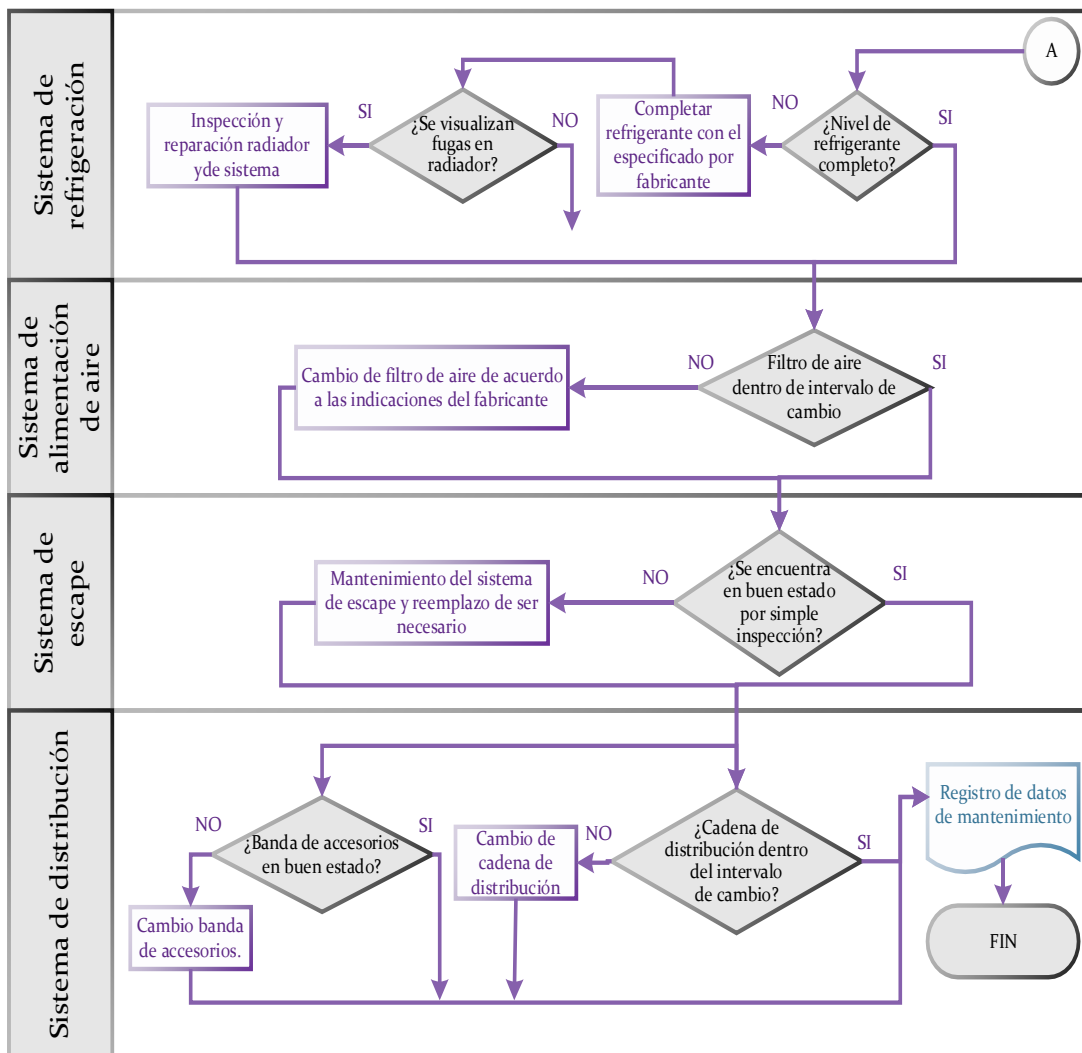 Sistema de
refrigeración
A
Inspección y
reparación radiador
yde sistema
SI
¿Se visualizan
fugas en
radiador?
NO
Completar
refrigerante con el
especificado por
fabricante
NO
¿Nivel de
refrigerante
completo?
SI
Sistema de
alimentación
de aire
Cambio de filtro de aire de acuerdo
a las indicaciones del fabricante
NO
Filtro de aire
dentro de intervalo de
cambio
SI
Sistema de
escape
Mantenimiento del sistema
de escape y reemplazo de ser
necesario
NO
¿Se encuentra
en buen estado
por simple
inspección?
SI
Sistema de distribución
NO
¿Banda de accesorios
en buen estado?
SI
Cambio banda
de accesorios.
Cambio de
cadena de
distribución
NO
¿Cadena de
distribución dentro
del intervalo
de cambio?
SI
Registro de datos
de mantenimiento
FIN